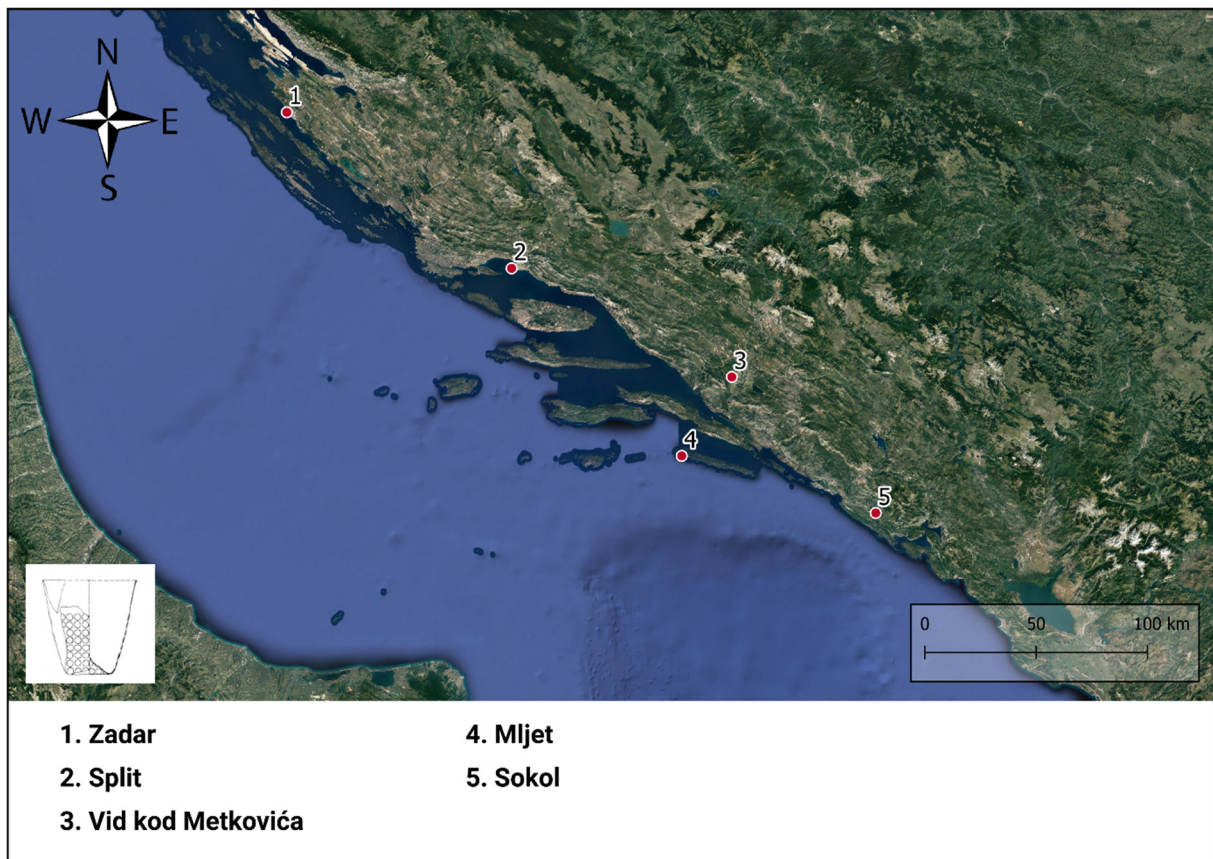 N
W E
S
1
2
3
4
5
0 50 100 km
1. Zadar
2. Split
3. Vid kod Metkovića
4. Mljet
5. Sokol